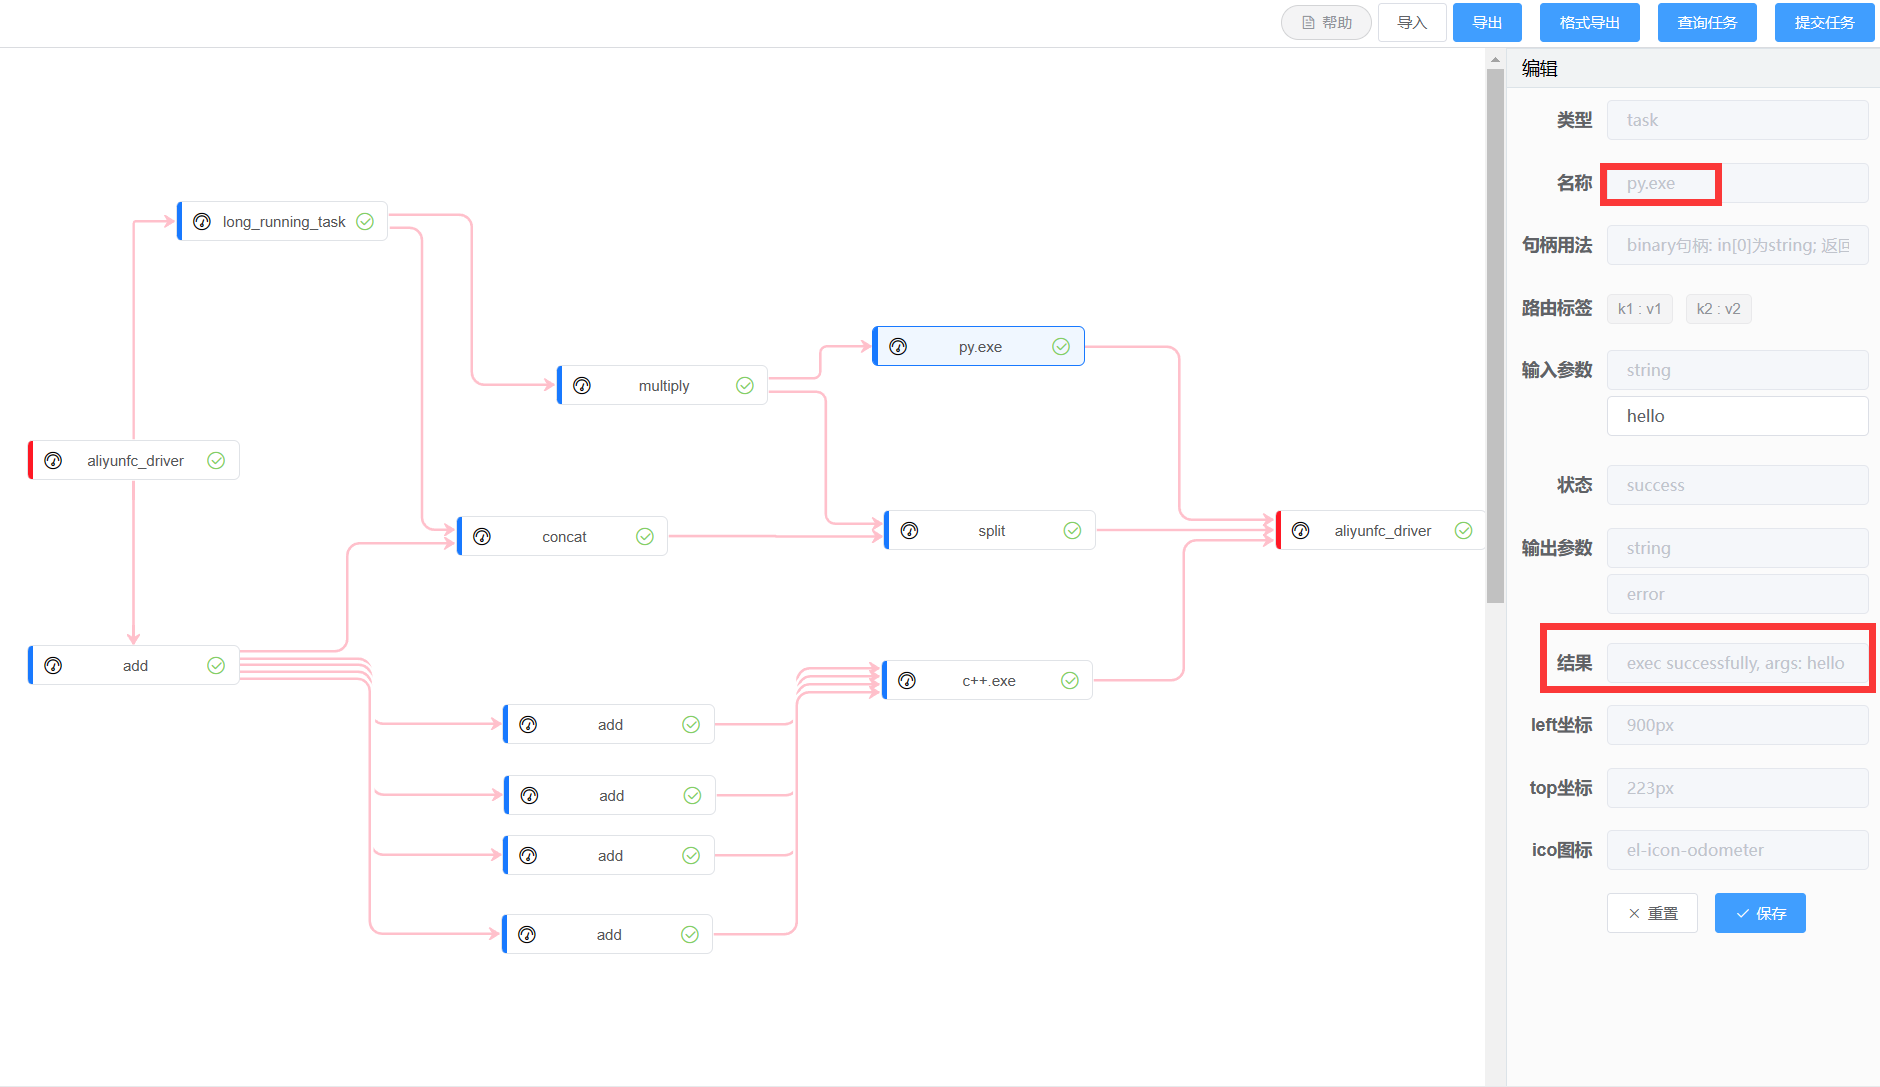 帮助
导入
导出
格式导出
查询任务
提交任务
编辑
类型
task
名称
py.exe
句柄用法
binary句柄: in[0]为string; 返回
路由标签
k1 : v1
k2 : v2
输入参数
string
hello
状态
success
输出参数
string
error
结果
exec successfully, args: hello
left坐标
900px
top坐标
223px
ico图标
el-icon-odometer
重置
保存
long_running_task
py.exe
multiply
aliyunfc_driver
concat
split
aliyunfc_driver
add
c++.exe
add
add
add
add